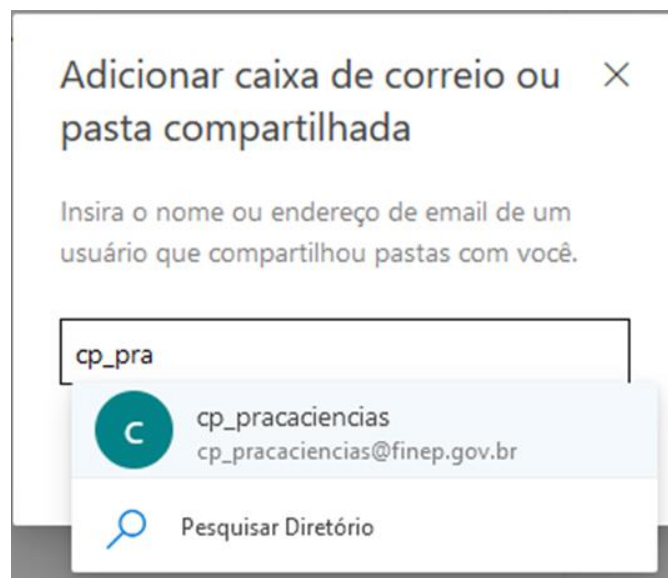 Adicionar caixa de correio ou
pasta compartilhada
Insira o nome ou endereço de email de um
usuário que compartilhou pastas com você.
cp_pra
C
cp_pracaciencias
cp_pracaciencias@finep.gov.br
Pesquisar Diretório